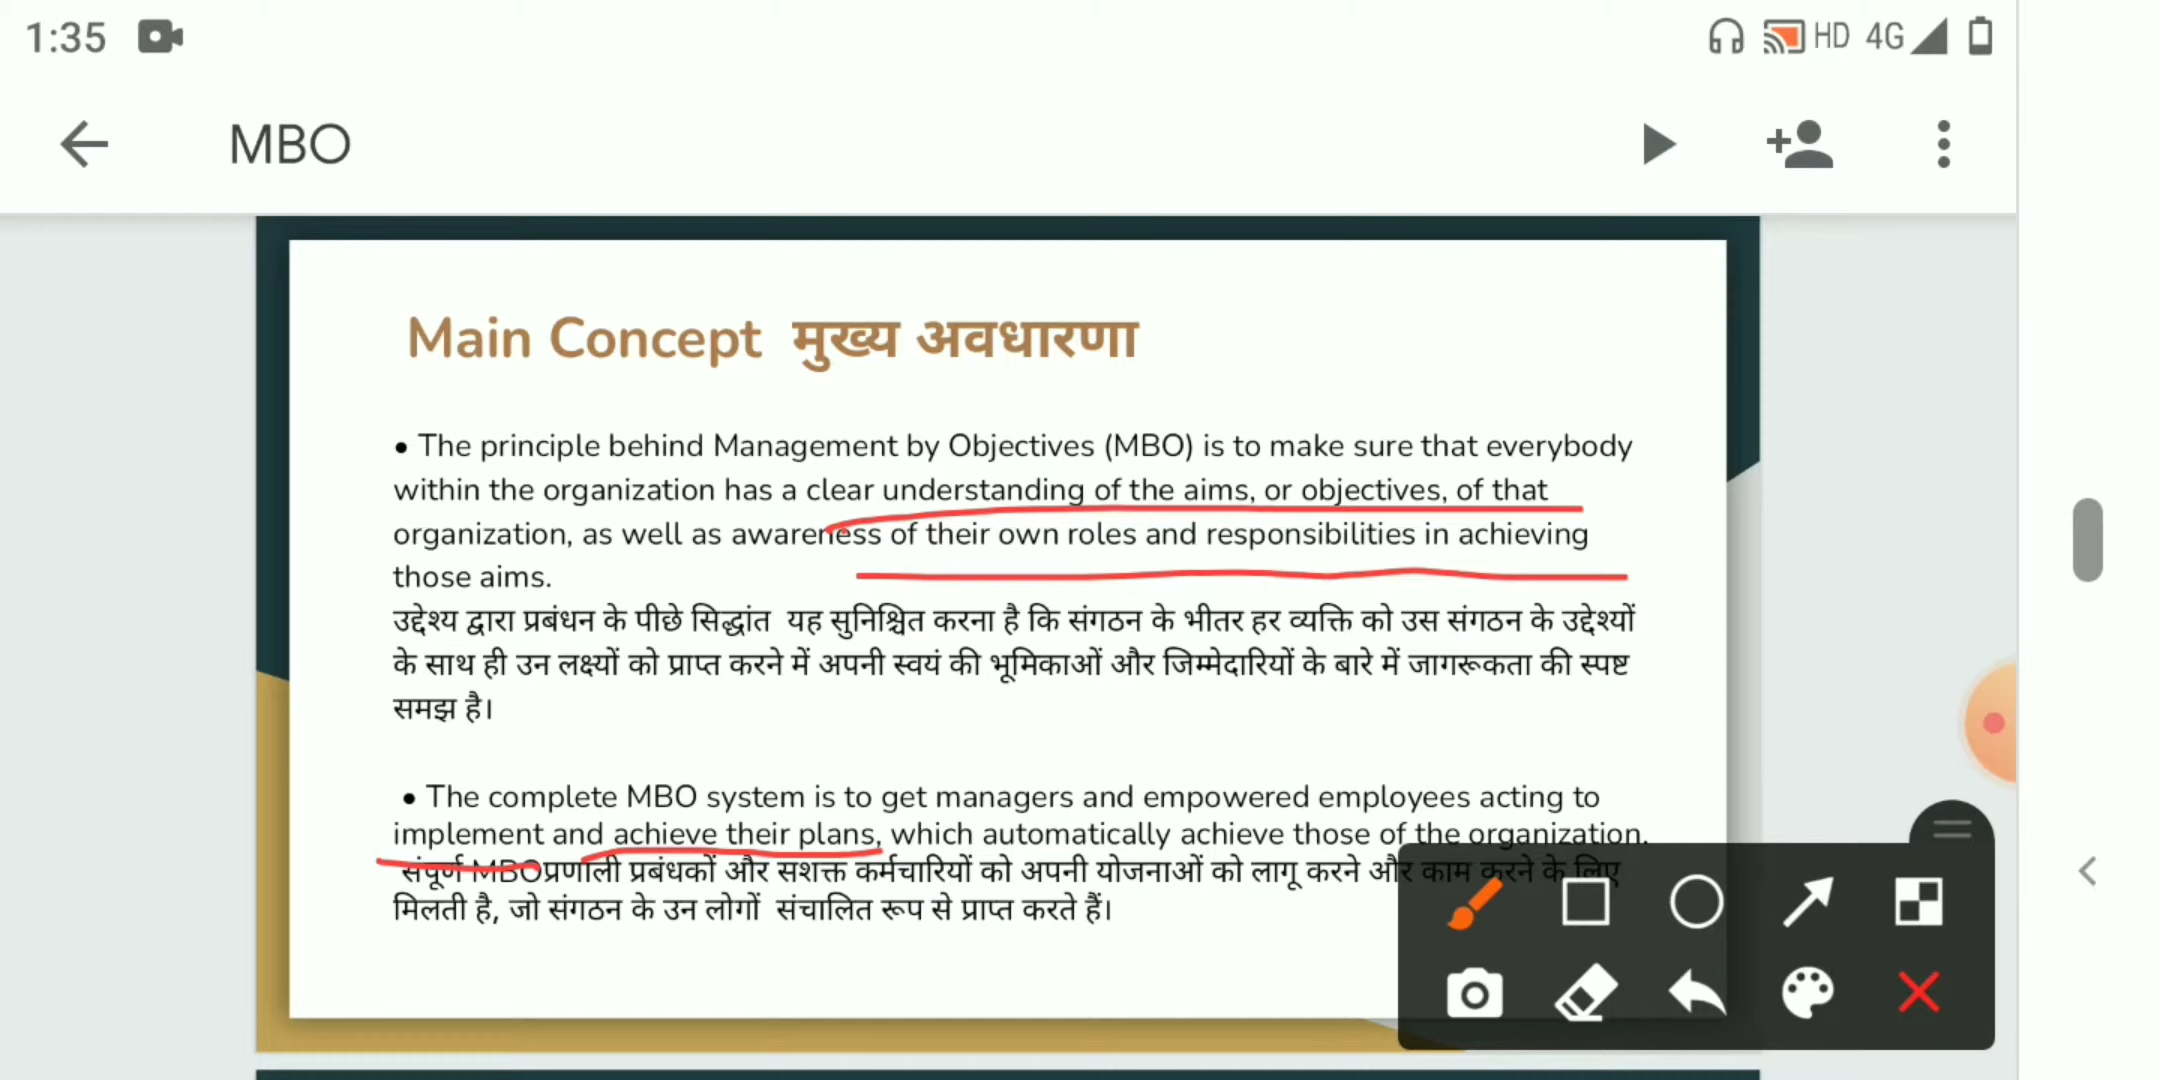 1:35 HD 4G
MBO
Main Concept मुख्य अवधारणा
• The principle behind Management by Objectives (MBO) is to make sure that everybody
within the organization has a clear understanding of the aims, or objectives, of that
organization, as well as awareness of their own roles and responsibilities in achieving
those aims.
उद्देश्य द्वारा प्रबंधन के पीछे सिद्धांत यह सुनिश्चित करना है कि संगठन के भीतर हर व्यक्ति को उस संगठन के उद्देश्यों
के साथ ही उन लक्ष्यों को प्राप्त करने में अपनी स्वयं की भूमिकाओं और जिम्मेदारियों के बारे में जागरूकता की स्पष्ट
समझ है।
• The complete MBO system is to get managers and empowered employees acting to
implement and achieve their plans, which automatically achieve those of the organization.
संपूर्ण MBOप्रणाली प्रबंधकों और सशक्त कर्मचारियों को अपनी योजनाओं को लागू करने और काम करने के लिए
मिलती है, जो संगठन के उन लोगों संचालित रूप से प्राप्त करते हैं।